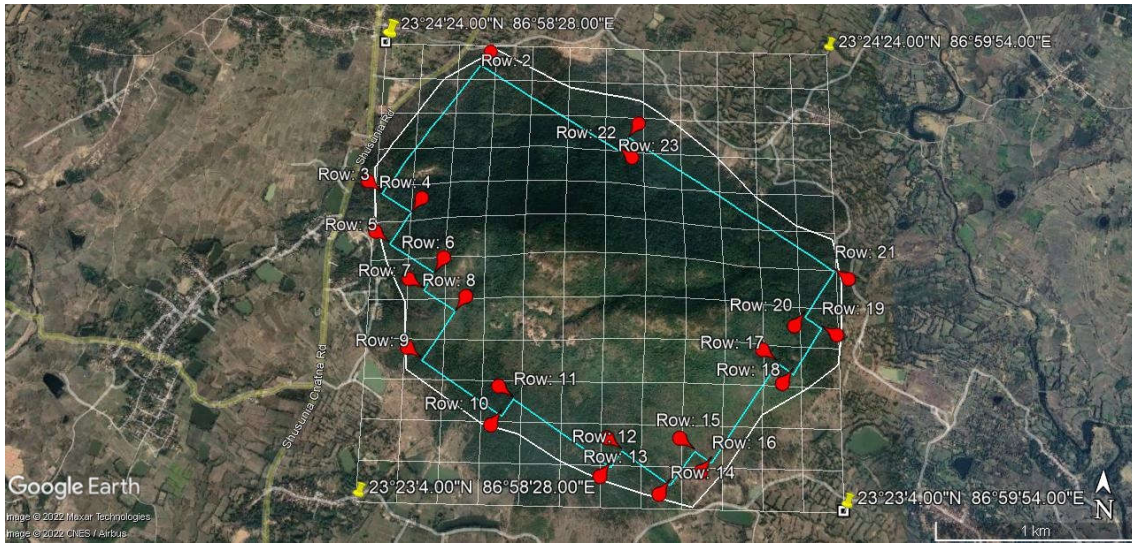 23°24'24.00"N 86°58'28.00"E
23°24'24.00"N 86°59'54.00"E
Row: 2
Shusunia Rd
Row: 22
Row: 23
Row: 3
Row: 4
Row: 5
Row: 6
Row: 21
Row: 7
Row: 8
Row: 20
Row: 19
Row: 9
Row: 17
Row: 18
Shusunia Chatna Rd
Row: 11
Row: 10
Row: 15
Row: 12
Row: 16
Row: 13
Row: 14
Google Earth
23°23'4.00"N 86°58'28.00"E
23°23'4.00"N 86°59'54.00"E
N
Image © 2022 Maxar Technologies
Image © 2022 CNES / Airbus
1 km